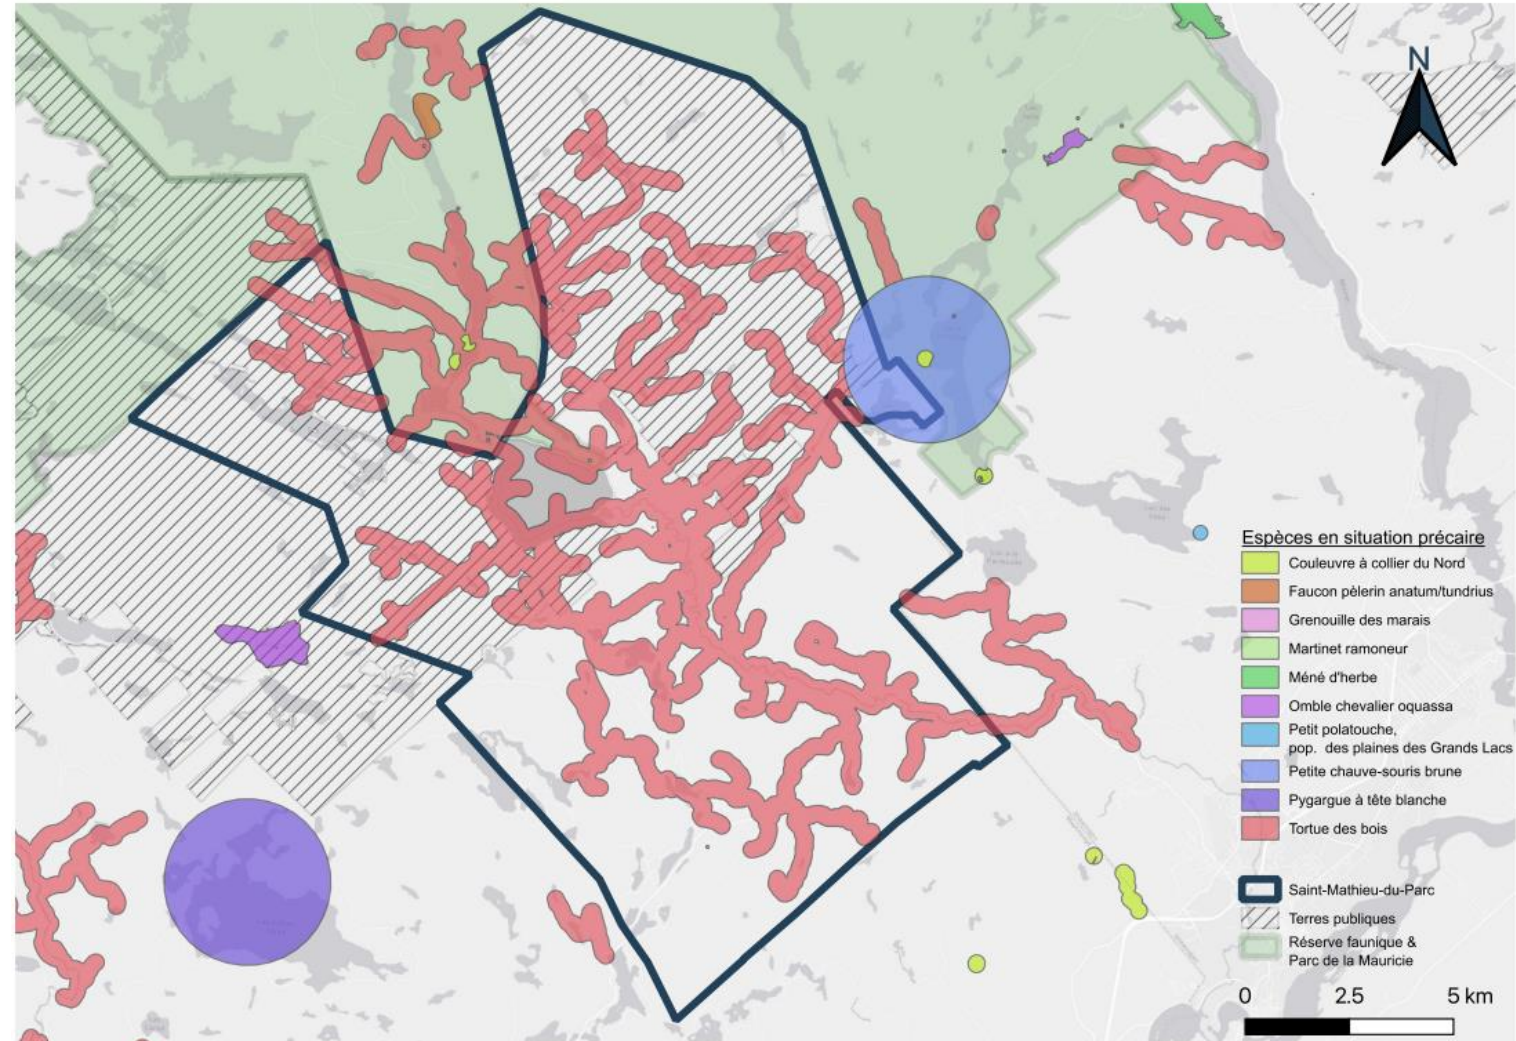 N
Espèces en situation précaire
Couleuvre à collier du Nord
Faucon pèlerin anatum/tundrius
Grenouille des marais
Martinet ramoneur
Méné d'herbe
Omble chevalier oquassa
Petit polatouche,
pop. des plaines des Grands Lacs
Petite chauve-souris brune
Pygargue à tête blanche
Tortue des bois
Saint-Mathieu-du-Parc
Terres publiques
Réserve faunique &
Parc de la Mauricie
0 2.5 5 km